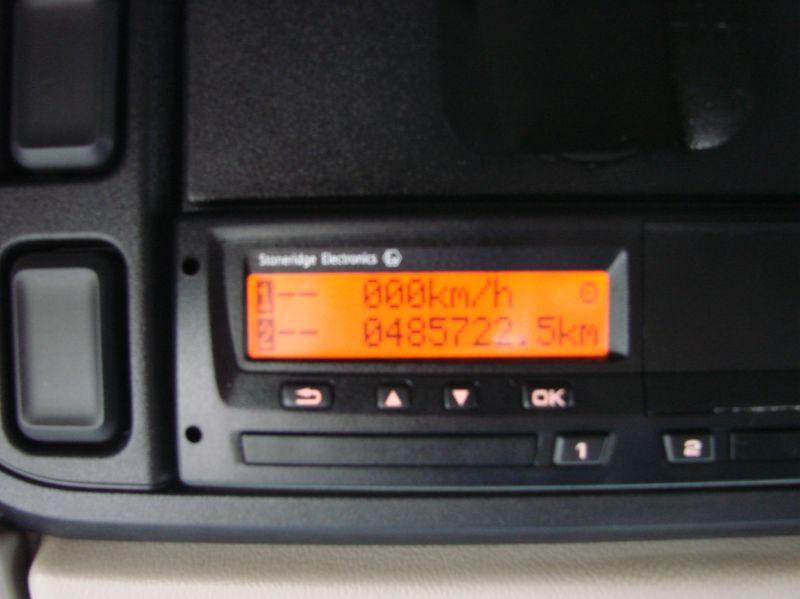 Stoneridge Electronics
1-- 000km/h
2-- 0485722.5km
OK
1
2